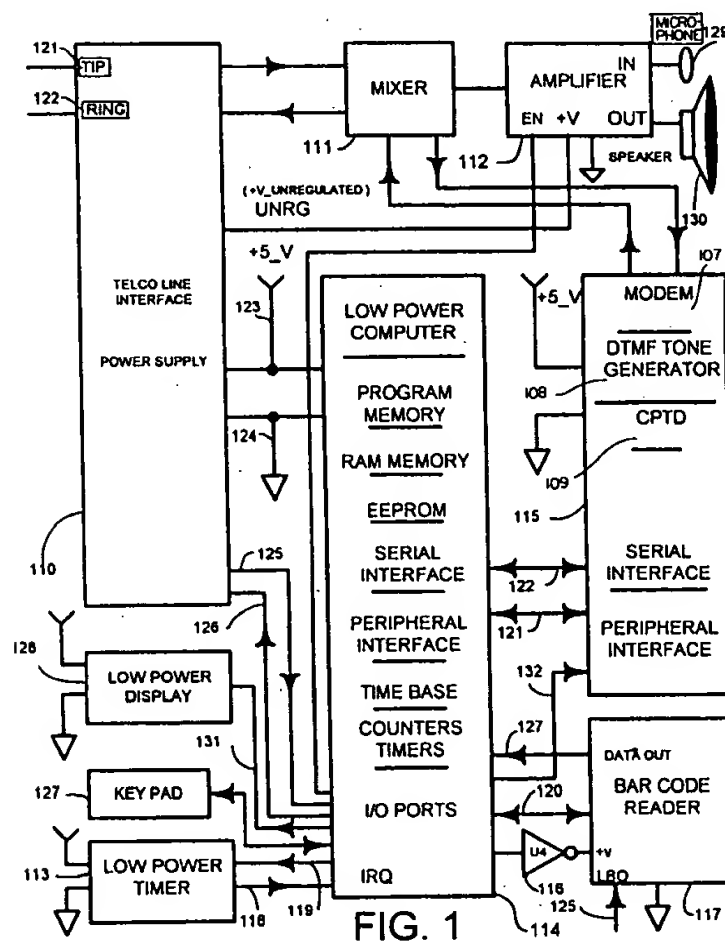 MICRO-
PHONE
129
121
TIP
122
RING
MIXER
111
IN
AMPLIFIER
EN +V OUT
112
SPEAKER
130
(+V_UNREGULATED)
UNRG
TELCO LINE
INTERFACE
POWER SUPPLY
110
+5_V
123
124
125
126
LOW POWER
COMPUTER
PROGRAM
MEMORY
RAM MEMORY
EEPROM
SERIAL
INTERFACE
PERIPHERAL
INTERFACE
TIME BASE
COUNTERS
TIMERS
I/O PORTS
IRQ
114
+5_V
107
MODEM
DTMF TONE
GENERATOR
108
CPTD
109
115
SERIAL
INTERFACE
PERIPHERAL
INTERFACE
122
121
132
127
120
DATA OUT
BAR CODE
READER
U4
116
+V
LBO
125
117
128
LOW POWER
DISPLAY
131
127
KEY PAD
113
LOW POWER
TIMER
118
119
FIG. 1